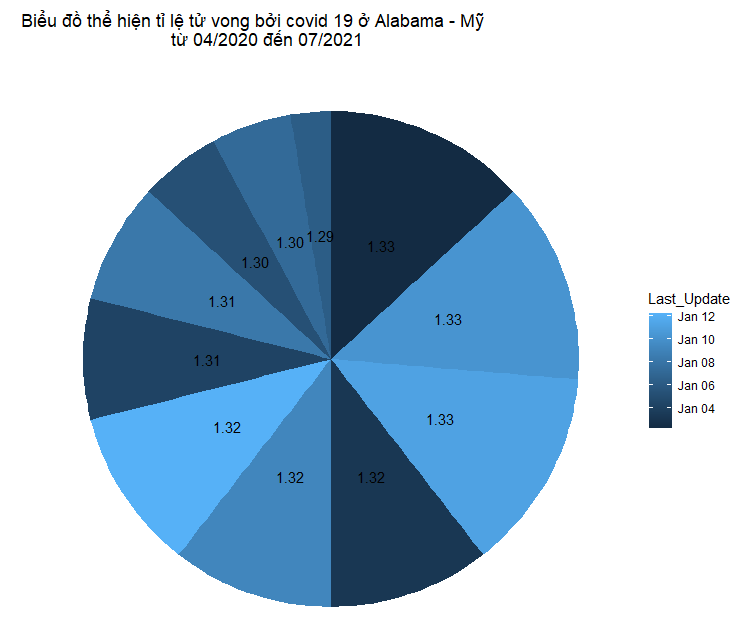 Biểu đồ thể hiện tỉ lệ tử vong bởi covid 19 ở Alabama - Mỹ
từ 04/2020 đến 07/2021
1.29
1.30
1.33
1.30
1.31
1.33
1.31
1.33
1.32
1.32
1.32
Last_Update
Jan 12
Jan 10
Jan 08
Jan 06
Jan 04